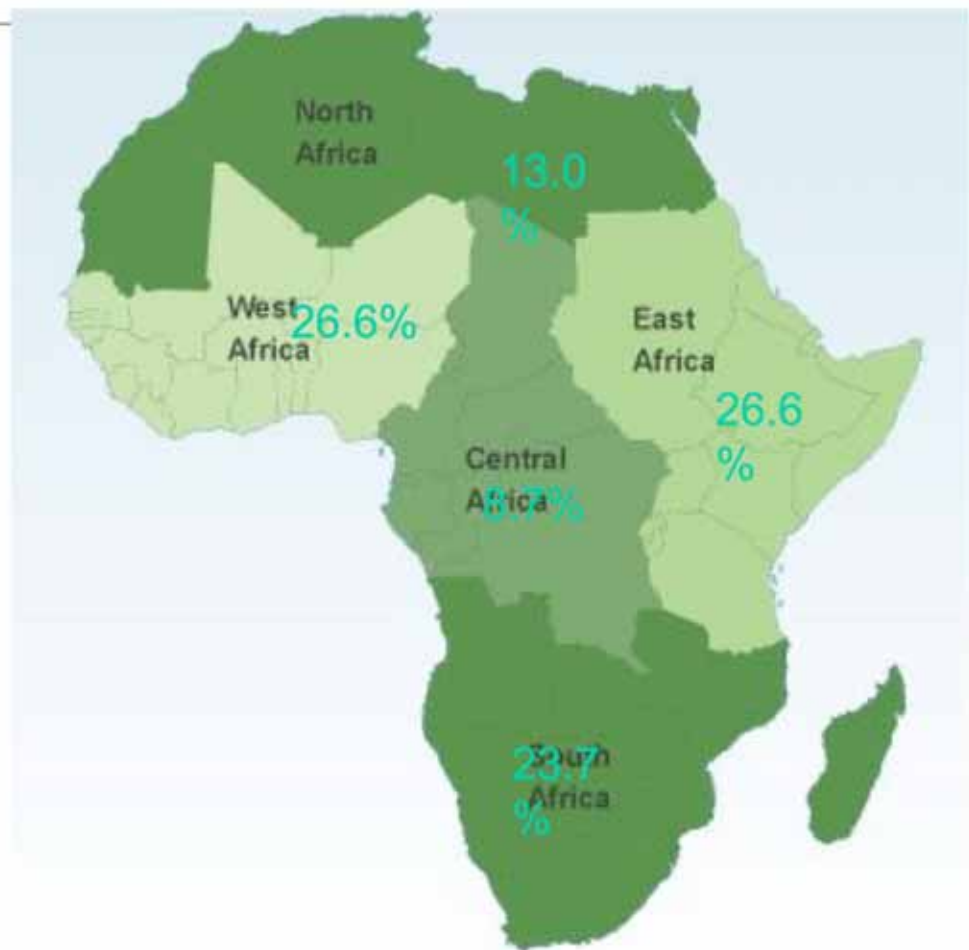 North
Africa
13.0
%
West
Africa
26.6%
East
Africa
26.6
%
Central
Africa
South
Africa
23.7
%